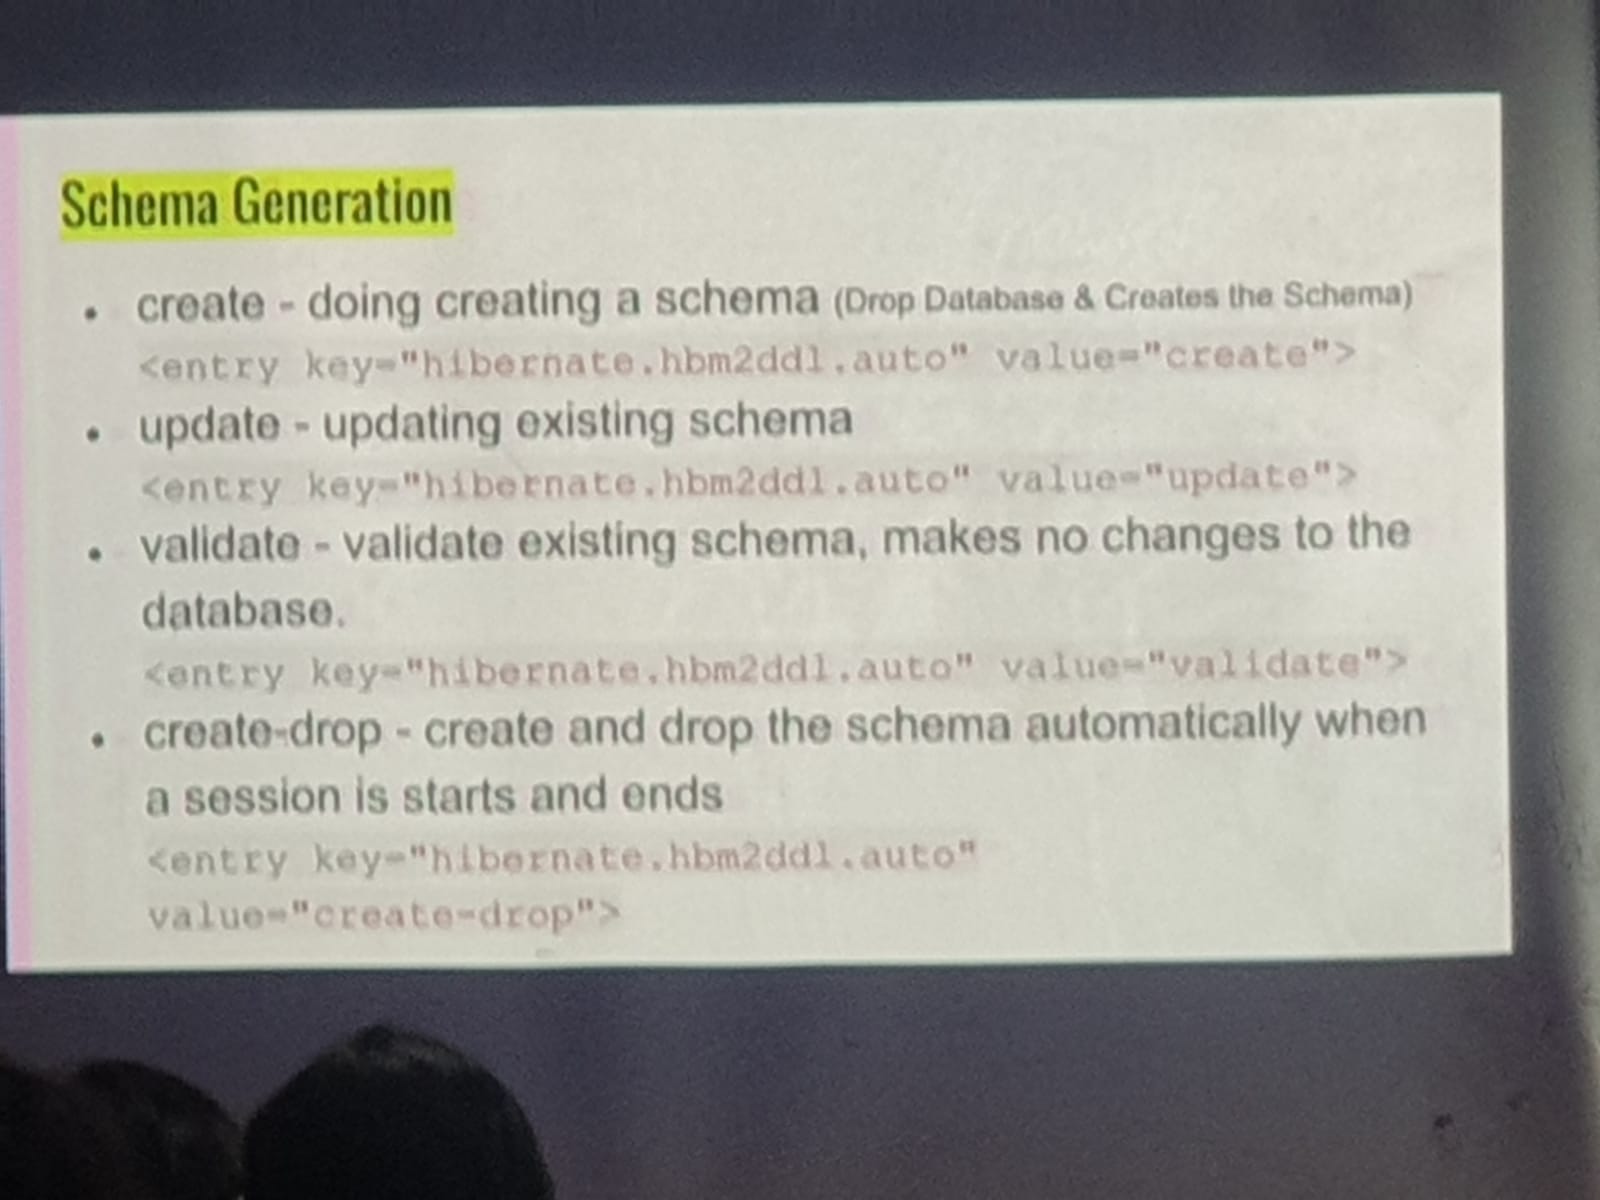 Schema Generation
• create - doing creating a schema (Drop Database & Creates the Schema)
<entry key="hibernate.hbm2ddl.auto" value="create">
• update - updating existing schema
<entry key="hibernate.hbm2ddl.auto" value="update">
• validate - validate existing schema, makes no changes to the
database.
<entry key="hibernate.hbm2ddl.auto" value="validate">
• create-drop - create and drop the schema automatically when
a session is starts and ends
<entry key="hibernate.hbm2ddl.auto"
value="create-drop">